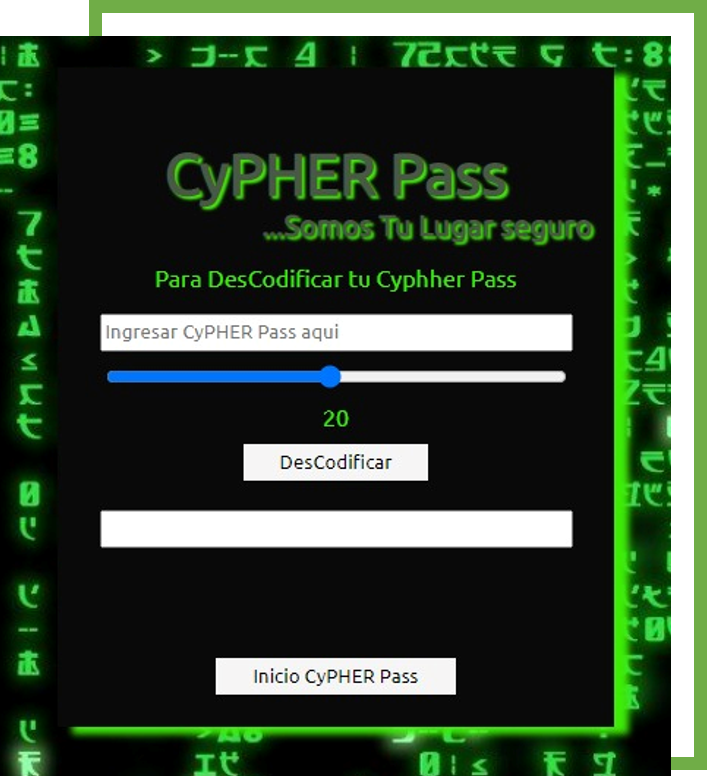 CyPHER Pass
...Somos Tu Lugar seguro
Para DesCodificar tu Cyphher Pass
Ingresar CyPHER Pass aqui
20
DesCodificar
Inicio CyPHER Pass